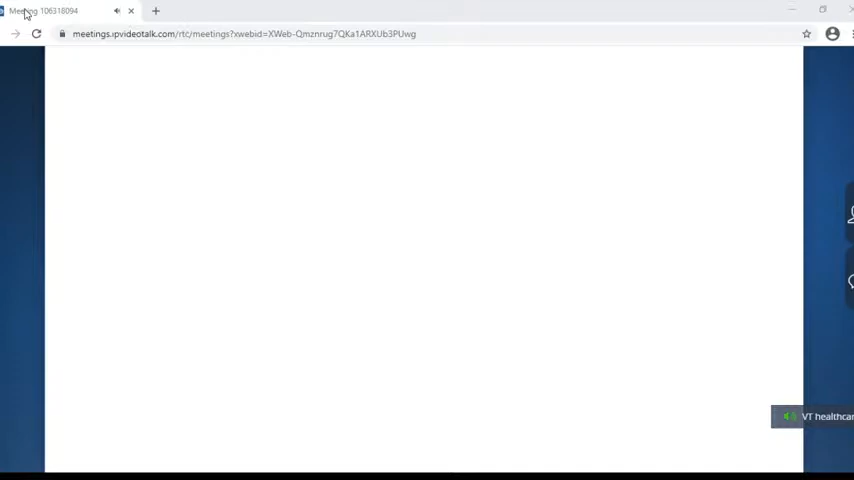 Meeting 106318094
meetings.ipvideotalk.com/rtc/meetings?xwebid=XWeb-Qmznrug7QKa1ARXUb3PUwg
VT healthcar